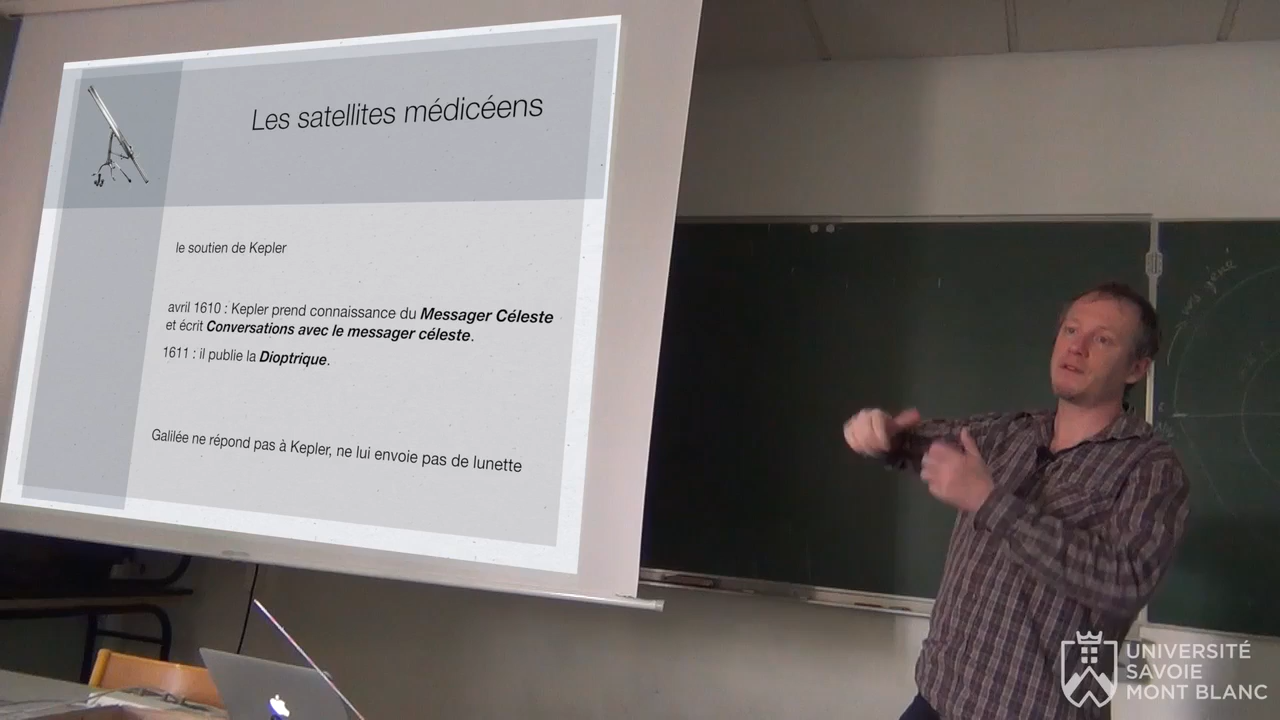 Les satellites médicéens
le soutien de Kepler
avril 1610 : Kepler prend connaissance du Messager Céleste
et écrit Conversations avec le messager céleste.
1611 : il publie la Dioptrique.
Galilée ne répond pas à Kepler, ne lui envoie pas de lunette
UNIVERSITÉ
SAVOIE
MONT BLANC